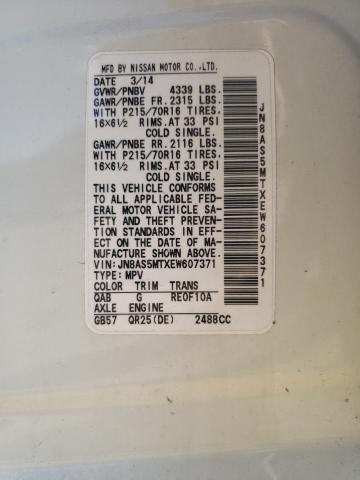 MFD BY NISSAN MOTOR CO.,LTD.
DATE 3/14
GVWR/PNBV 4339 LBS.
GAWR/PNBE FR.2315 LBS.
WITH P215/70R16 TIRES.
16X6½ RIMS.AT 33 PSI
COLD SINGLE.
GAWR/PNBE RR.2116 LBS.
WITH P215/70R16 TIRES.
16X6½ RIMS.AT 33 PSI
COLD SINGLE.
THIS VEHICLE CONFORMS
TO ALL APPLICABLE FED-
ERAL MOTOR VEHICLE SA-
FETY AND THEFT PREVEN-
TION STANDARDS IN EFF-
ECT ON THE DATE OF MA-
NUFACTURE SHOWN ABOVE.
VIN:JN8AS5MTXEW607371
TYPE:MPV
COLOR TRIM TRANS
QAB G RE0F10A
AXLE ENGINE
GB57 QR25(DE) 2488CC
JN8AS5MTXEW607371